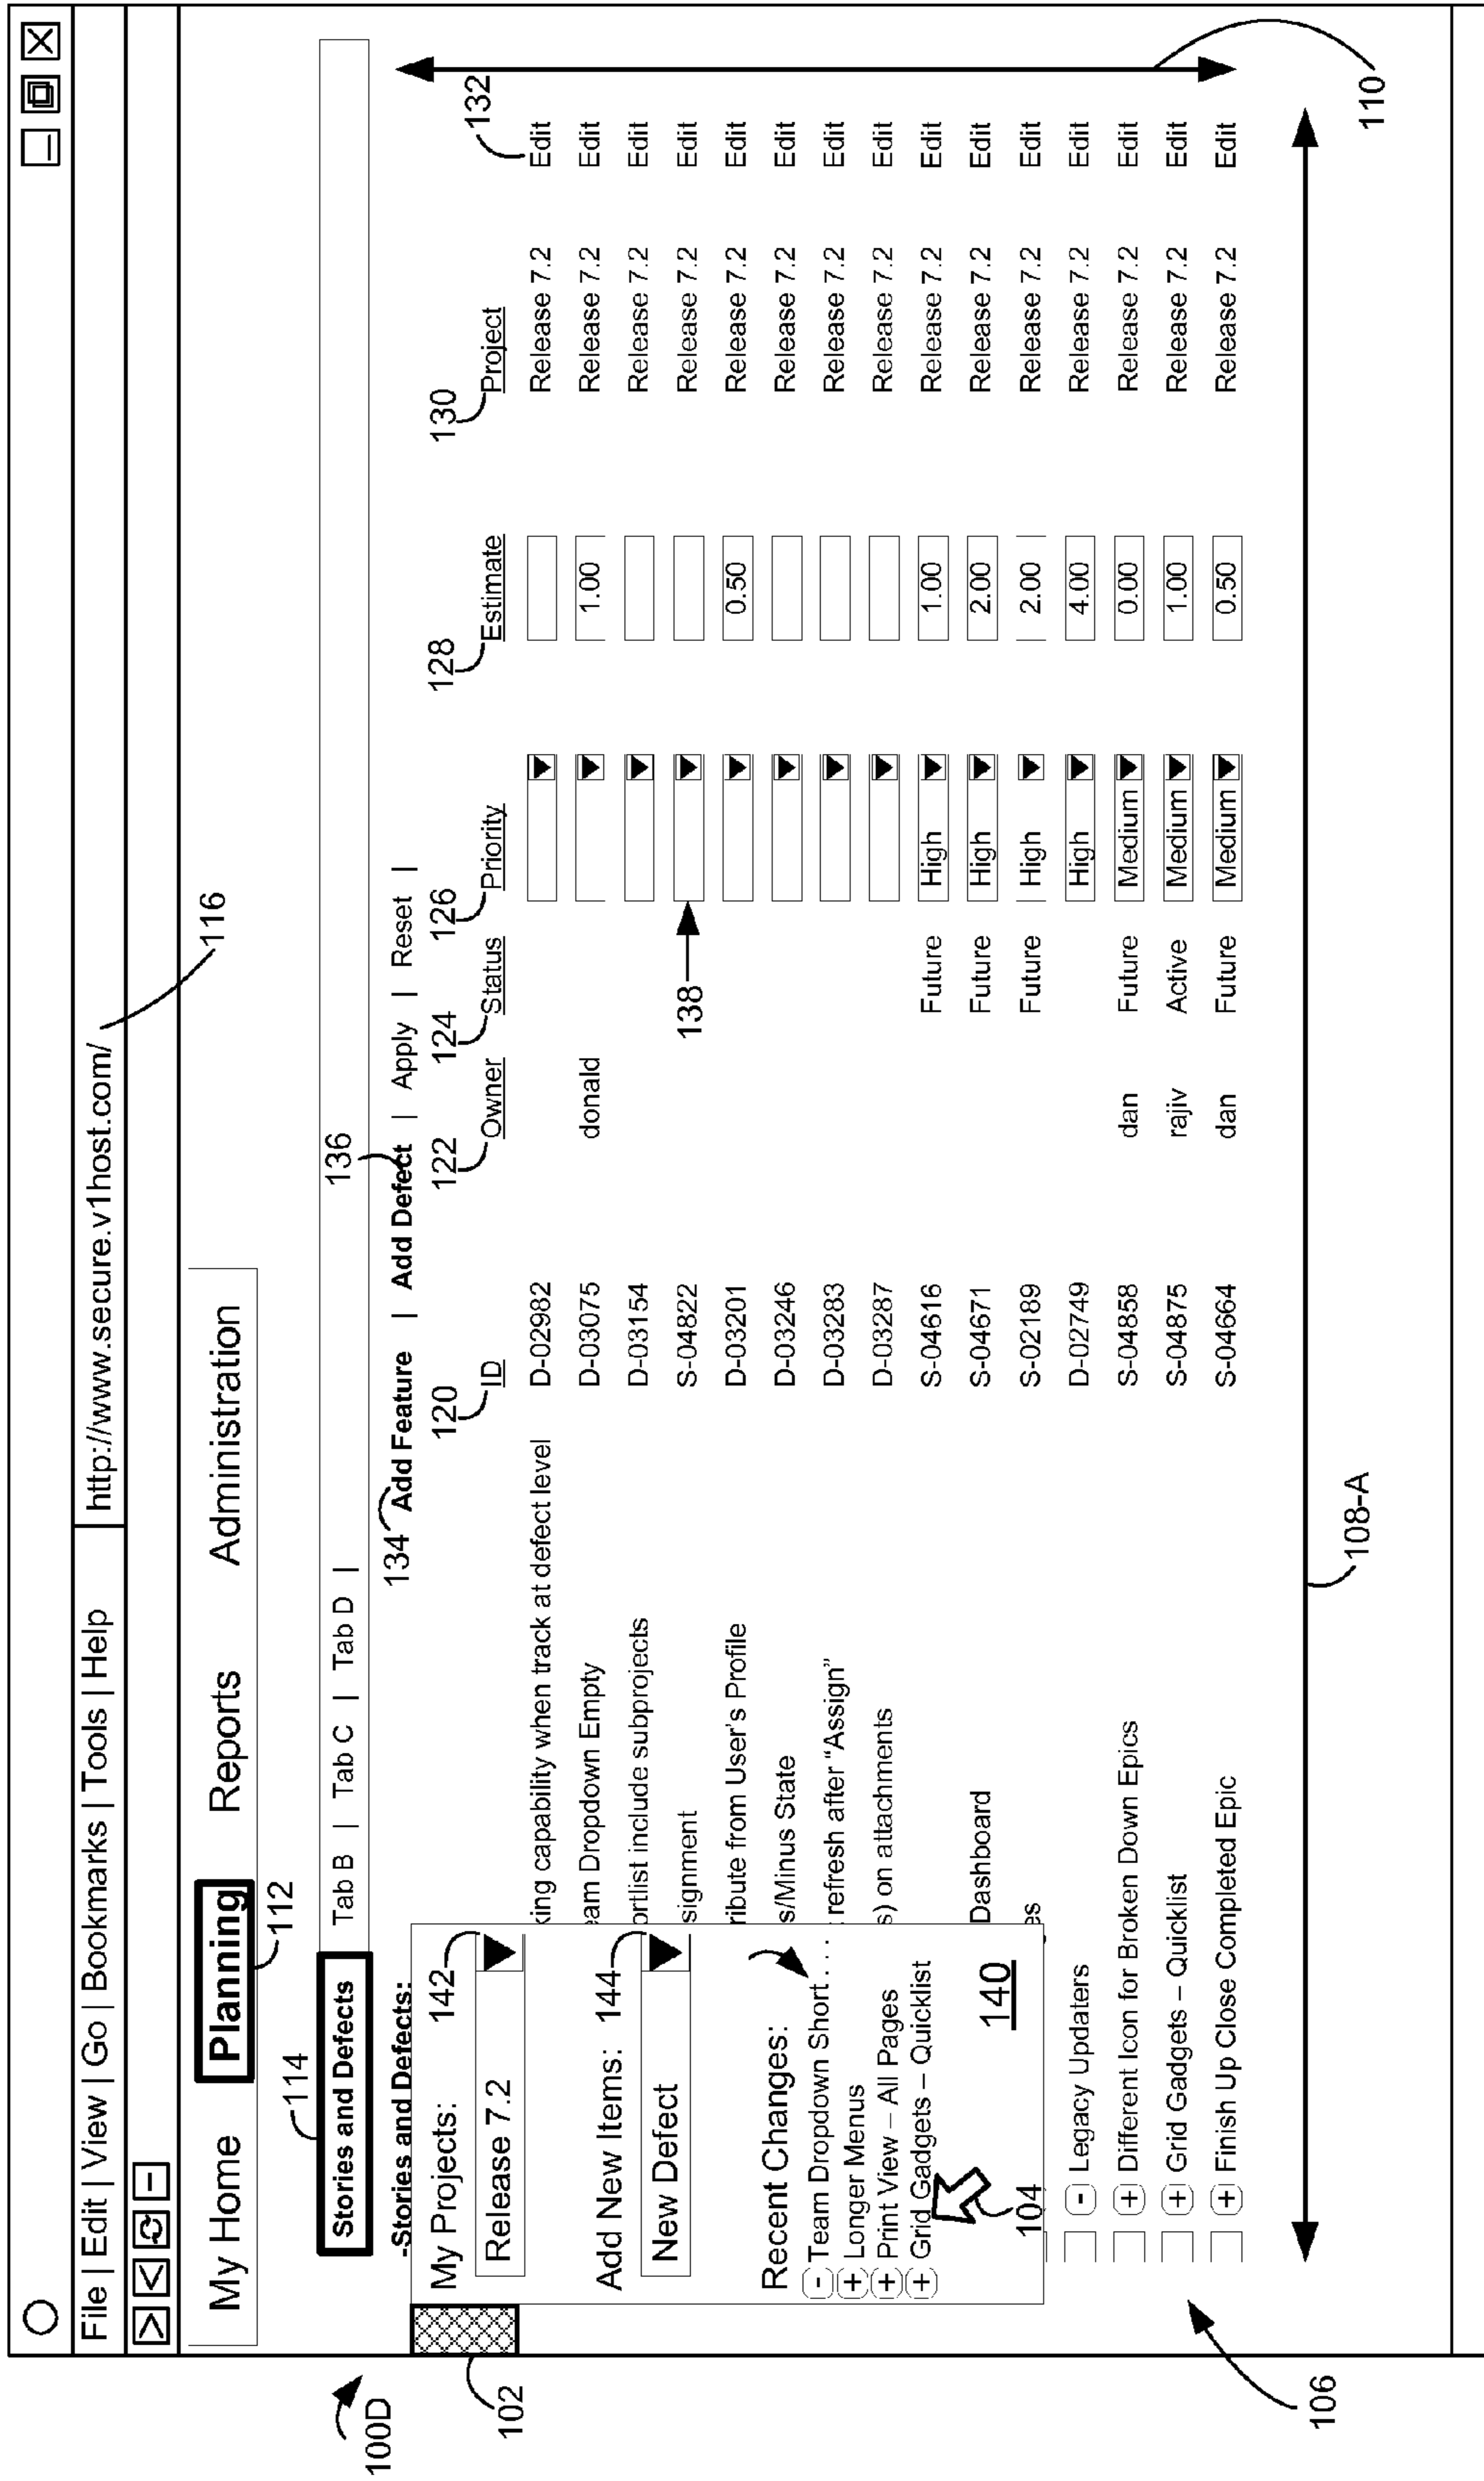 File | Edit | View | Go | Bookmarks | Tools | Help | http://www.secure.v1host.com/
116
My Home Planning Reports Administration
112
114
136
Stories and Defects Tab B | Tab C | Tab D |
100D
134
-Stories and Defects: Add Feature | Add Defect | Apply | Reset |
120 122 124 126 128 130 132
ID Owner Status Priority Estimate Project
102
My Projects: 142
Release 7.2
Add New Items: 144
New Defect
Recent Changes:
- Team Dropdown Short . . . .
+ Longer Menus
+ Print View – All Pages
+ Grid Gadgets – Quicklist
140
104
king capability when track at defect level D-02982 Release 7.2 Edit
eam Dropdown Empty D-03075 donald 1.00 Release 7.2 Edit
ortlist include subprojects D-03154 Release 7.2 Edit
signment S-04822 Release 7.2 Edit
138
ribute from User's Profile D-03201 0.50 Release 7.2 Edit
s/Minus State D-03246 Release 7.2 Edit
refresh after “Assign” D-03283 Release 7.2 Edit
s) on attachments D-03287 Release 7.2 Edit
S-04616 Future High 1.00 Release 7.2 Edit
Dashboard S-04671 Future High 2.00 Release 7.2 Edit
es S-02189 Future High 2.00 Release 7.2 Edit
- Legacy Updaters D-02749 High 4.00 Release 7.2 Edit
+ Different Icon for Broken Down Epics S-04858 dan Future Medium 0.00 Release 7.2 Edit
+ Grid Gadgets – Quicklist S-04875 rajiv Active Medium 1.00 Release 7.2 Edit
+ Finish Up Close Completed Epic S-04664 dan Future Medium 0.50 Release 7.2 Edit
106
108-A
110